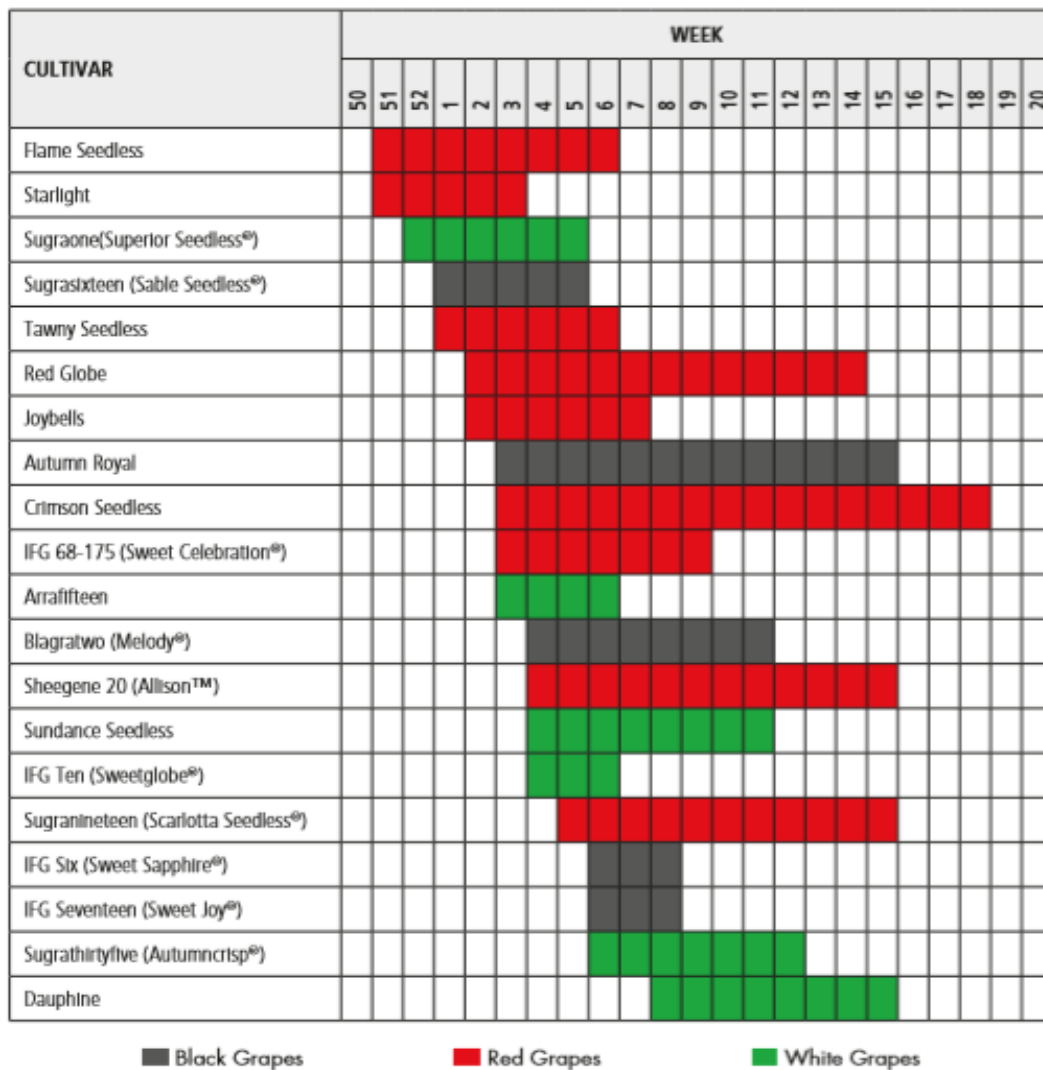 CULTIVAR
WEEK
50 51 52 1 2 3 4 5 6 7 8 9 10 11 12 13 14 15 16 17 18 19 20
Flame Seedless
Starlight
Sugraone(Superior Seedless®)
Sugrasixteen (Sable Seedless®)
Tawny Seedless
Red Globe
Joybells
Autumn Royal
Crimson Seedless
IFG 68-175 (Sweet Celebration®)
Arrafifteen
Blagratwo (Melody®)
Sheegene 20 (Allison™)
Sundance Seedless
IFG Ten (Sweetglobe®)
Sugranineteen (Scarlotta Seedless®)
IFG Six (Sweet Sapphire®)
IFG Seventeen (Sweet Joy®)
Sugrathirtyfive (Autumncrisp®)
Dauphine
Black Grapes Red Grapes White Grapes